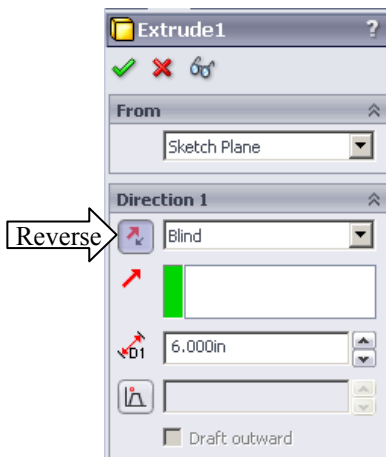 Extrude1 ?
From
Sketch Plane
Direction 1
Reverse Blind
D1 6.000in
Draft outward